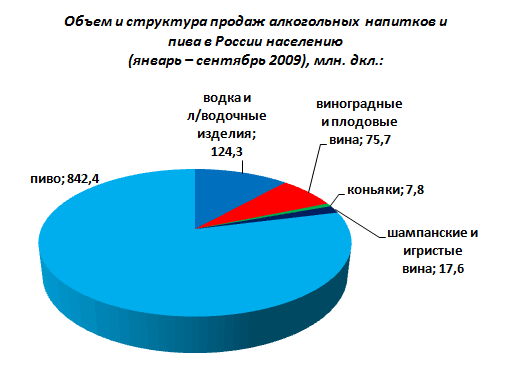 Объем и структура продаж алкогольных напитков и
пива в России населению
(январь – сентябрь 2009), млн. дкл.:
водка и
л/водочные
изделия;
124,3
виноградные
и плодовые
вина; 75,7
пиво; 842,4
коньяки; 7,8
шампанские и
игристые
вина; 17,6